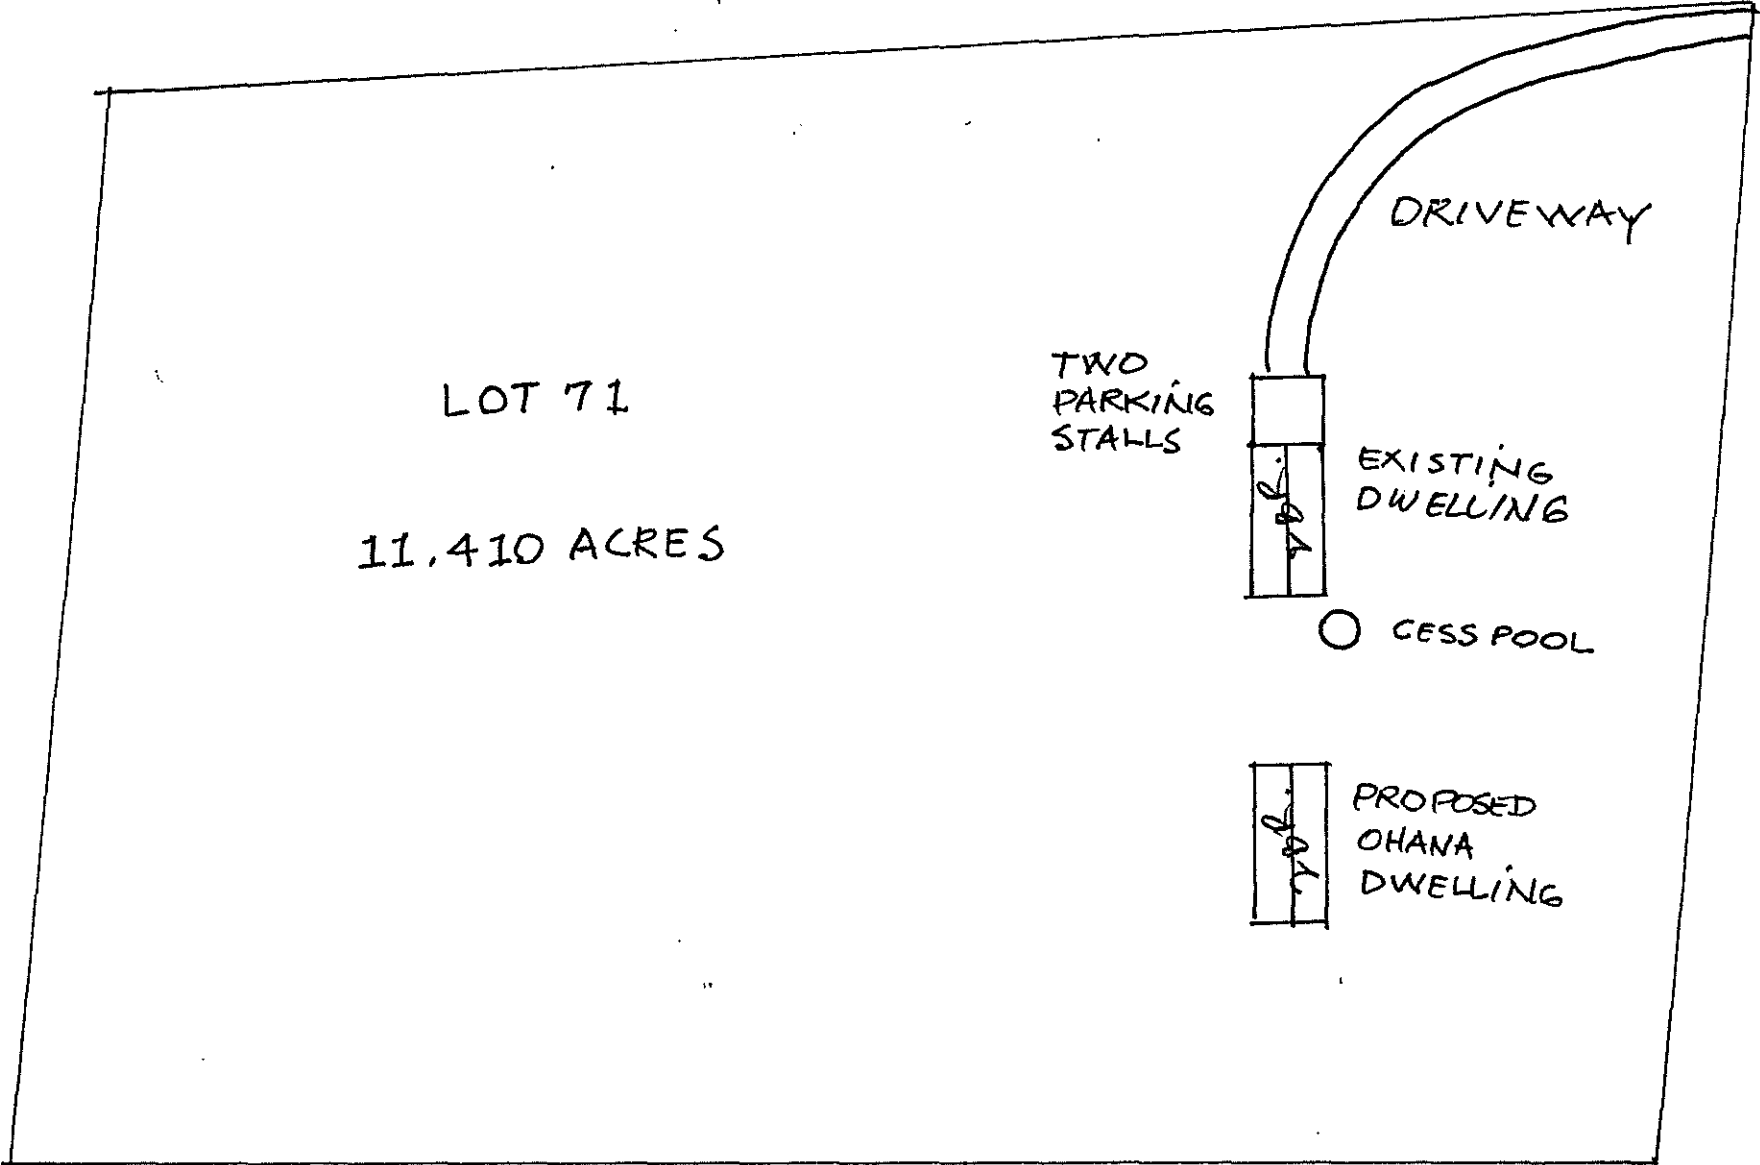 DRIVEWAY
TWO
PARKING
STALLS
LOT 71
EXISTING
DWELLING
11.410 ACRES
CESS POOL
PROPOSED
OHANA
DWELLING